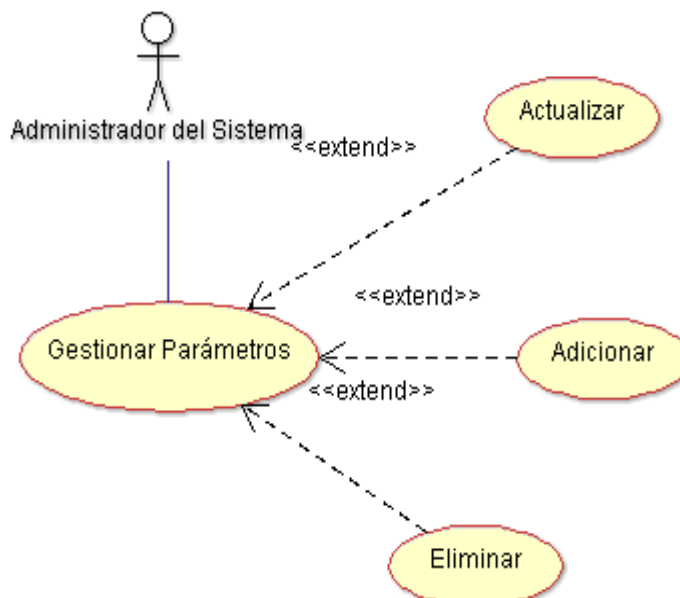 Actualizar
Administrador del Sistema
<<extend>>
<<extend>>
Gestionar Parámetros
Adicionar
<<extend>>
Eliminar